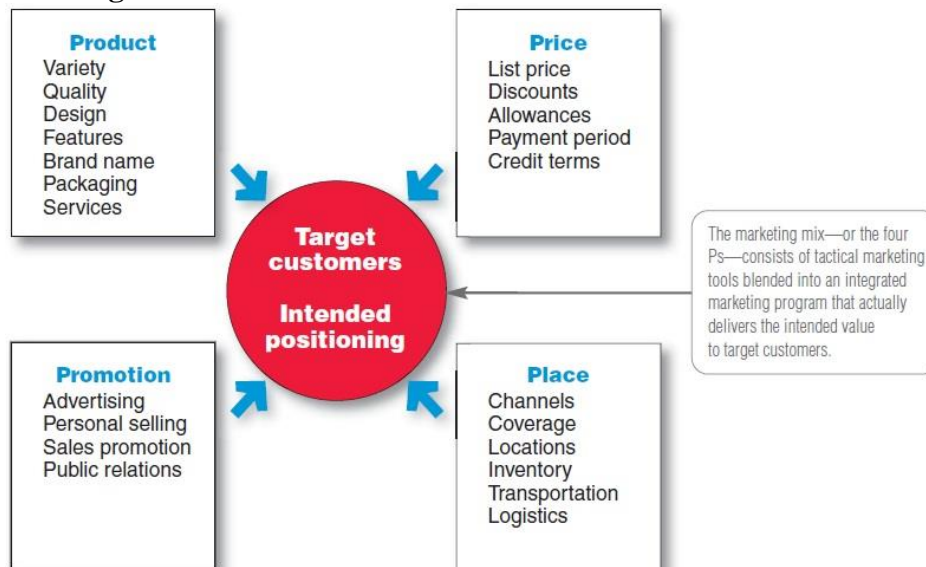 Product
Variety
Quality
Design
Features
Brand name
Packaging
Services
Price
List price
Discounts
Allowances
Payment period
Credit terms
Target
customers
Intended
positioning
The marketing mix—or the four
Ps—consists of tactical marketing
tools blended into an integrated
marketing program that actually
delivers the intended value
to target customers.
Promotion
Advertising
Personal selling
Sales promotion
Public relations
Place
Channels
Coverage
Locations
Inventory
Transportation
Logistics